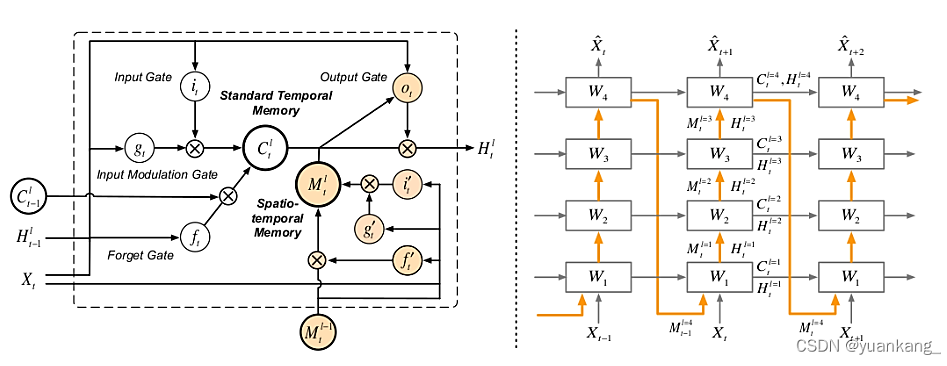 Input Gate
i_t
Output Gate
o_t
Standard Temporal
Memory
g_t
C_t^l
H_t^l
Input Modulation Gate
M_t^l
i_t'
C_{t-1}^l
Spatio-
temporal
Memory
g_t'
H_{t-1}^l
f_t
Forget Gate
f_t'
X_t
M_t^{l-1}
X̂_t
X̂_{t+1}
X̂_{t+2}
W_4
W_4
C_t^{l=4}, H_t^{l=4}
W_4
M_t^{l=3} H_t^{l=3}
W_3
W_3
C_t^{l=3}
H_t^{l=3}
W_3
M_t^{l=2} H_t^{l=2}
W_2
W_2
C_t^{l=2}
H_t^{l=2}
W_2
M_t^{l=1} H_t^{l=1}
W_1
W_1
C_t^{l=1}
H_t^{l=1}
W_1
X_{t-1}
M_{t-1}^{l=4}
X_t
M_t^{l=4}
X_{t+1}
CSDN @yuankang_